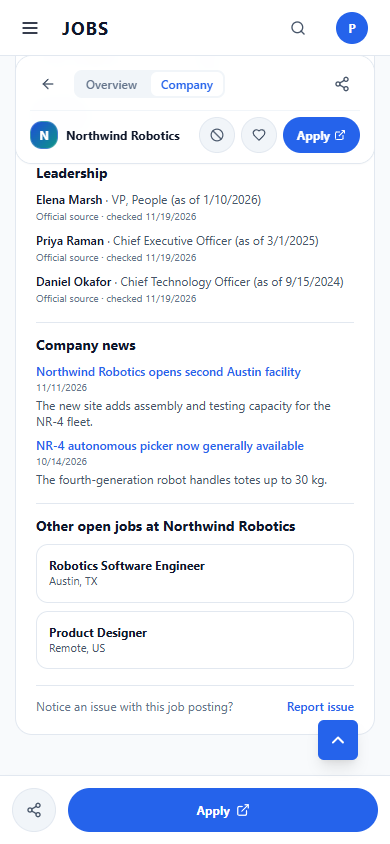 JOBS
P
Overview
Company
N
Northwind Robotics
Apply
Leadership
Elena Marsh · VP, People (as of 1/10/2026)
Official source · checked 11/19/2026
Priya Raman · Chief Executive Officer (as of 3/1/2025)
Official source · checked 11/19/2026
Daniel Okafor · Chief Technology Officer (as of 9/15/2024)
Official source · checked 11/19/2026
Company news
Northwind Robotics opens second Austin facility
11/11/2026
The new site adds assembly and testing capacity for the
NR-4 fleet.
NR-4 autonomous picker now generally available
10/14/2026
The fourth-generation robot handles totes up to 30 kg.
Other open jobs at Northwind Robotics
Robotics Software Engineer
Austin, TX
Product Designer
Remote, US
Notice an issue with this job posting?
Report issue
Apply